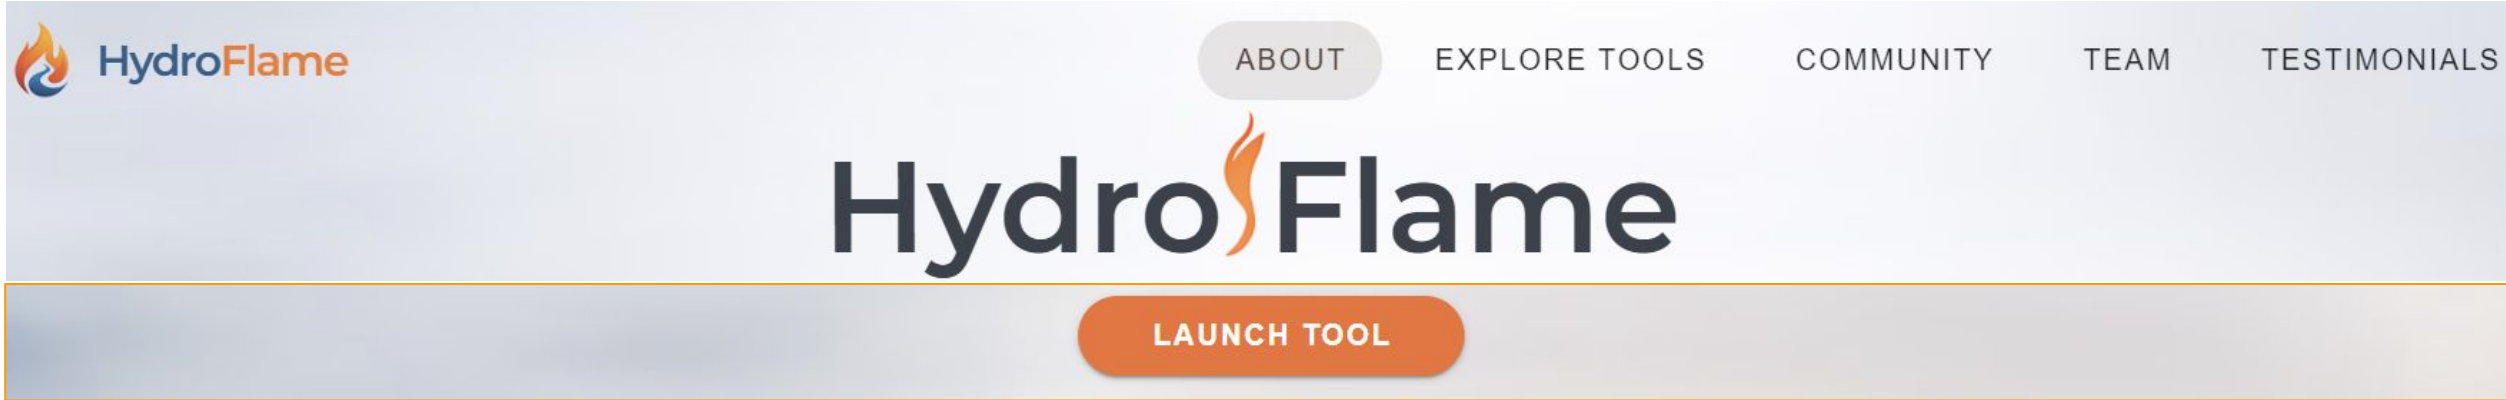 HydroFlame ABOUT EXPLORE TOOLS COMMUNITY TEAM TESTIMONIALS
HydroFlame
LAUNCH TOOL